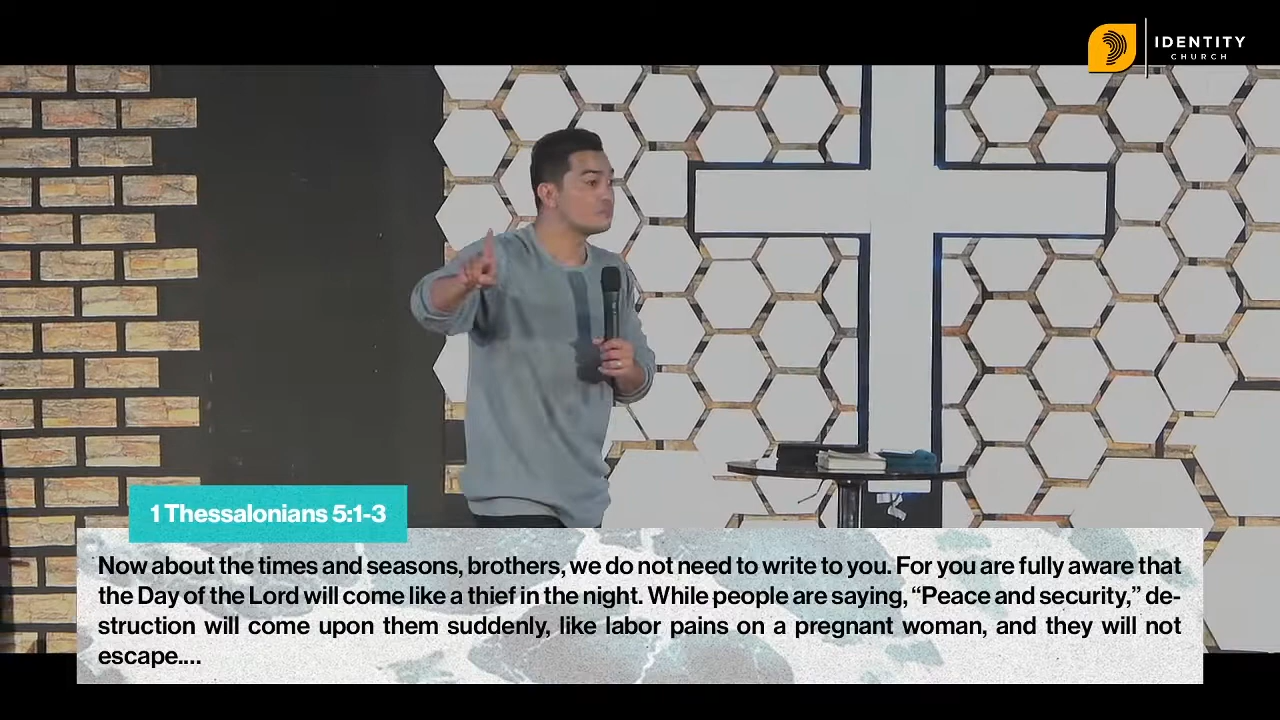 IDENTITY
CHURCH
1 Thessalonians 5:1-3
Now about the times and seasons, brothers, we do not need to write to you. For you are fully aware that
the Day of the Lord will come like a thief in the night. While people are saying, “Peace and security,” de-
struction will come upon them suddenly, like labor pains on a pregnant woman, and they will not
escape.…